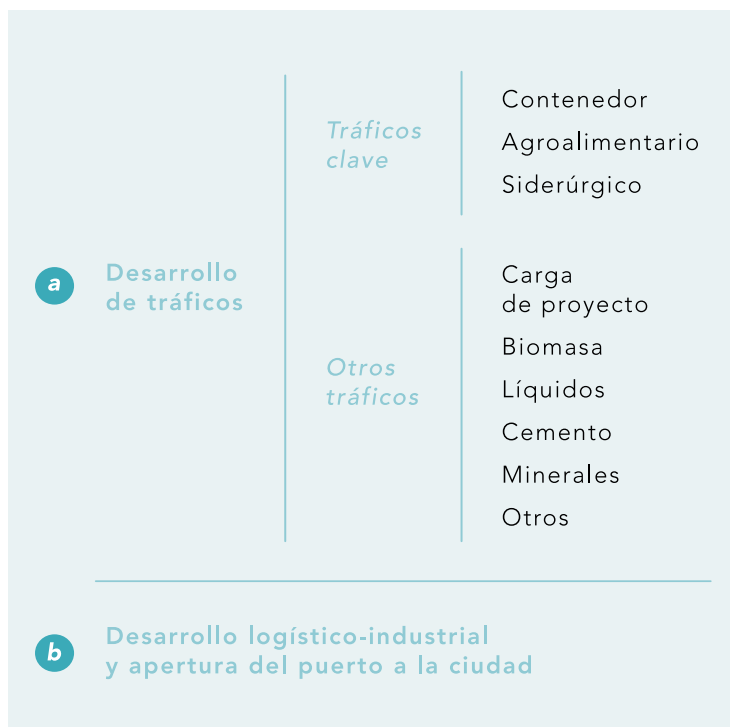 a
Desarrollo
de tráficos
Tráficos
clave
Contenedor
Agroalimentario
Siderúrgico
Otros
tráficos
Carga
de proyecto
Biomasa
Líquidos
Cemento
Minerales
Otros
b
Desarrollo logístico-industrial
y apertura del puerto a la ciudad